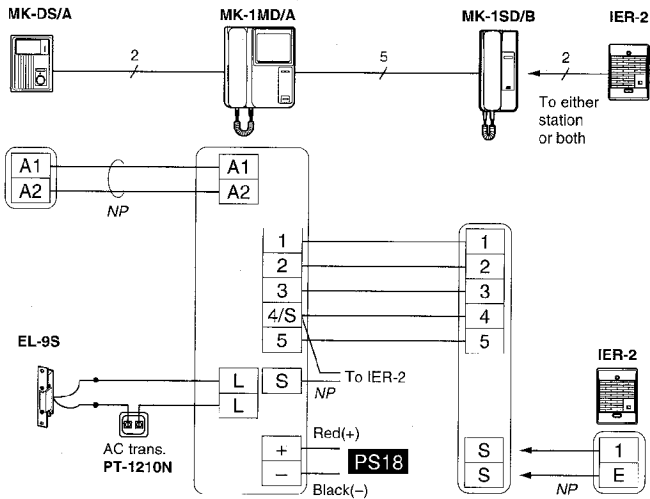 MK-DS/A MK-1MD/A MK-1SD/B IER-2
2 5 2
To either
station
or both
A1 A1
A2 A2
NP
1 1
2 2
3 3
4/S 4
5 5
EL-9S
IER-2
L S To IER-2
NP
L
AC trans.
PT-1210N
+ Red(+)
PS18
− Black(−)
S 1
S E
NP